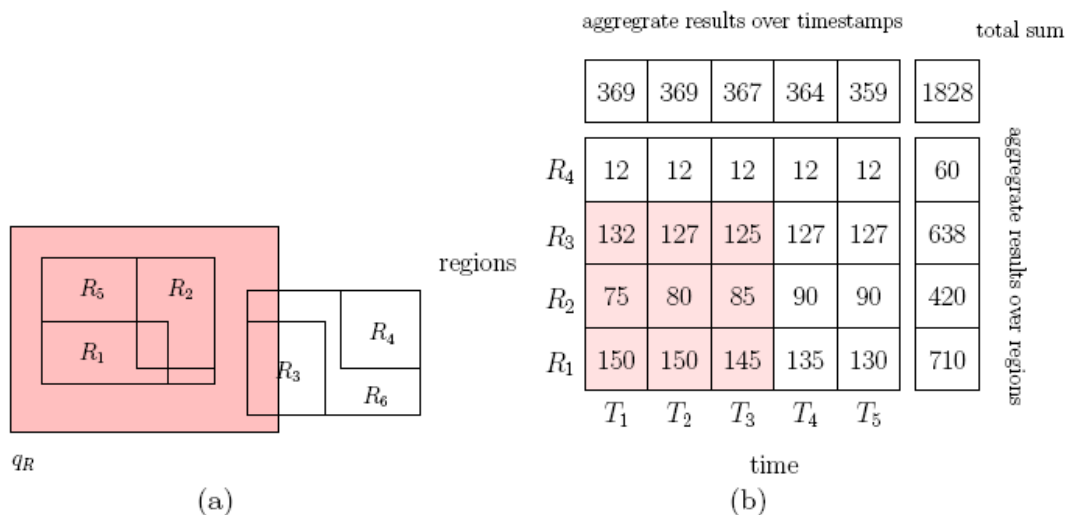 aggregrate results over timestamps
total sum
369 369 367 364 359 1828
R4 12 12 12 12 12 60
R3 132 127 125 127 127 638
regions
R2 75 80 85 90 90 420
R1 150 150 145 135 130 710
aggregrate results over regions
T1 T2 T3 T4 T5
time
(b)
R5 R2
R1
R4
R3
R6
qR
(a)